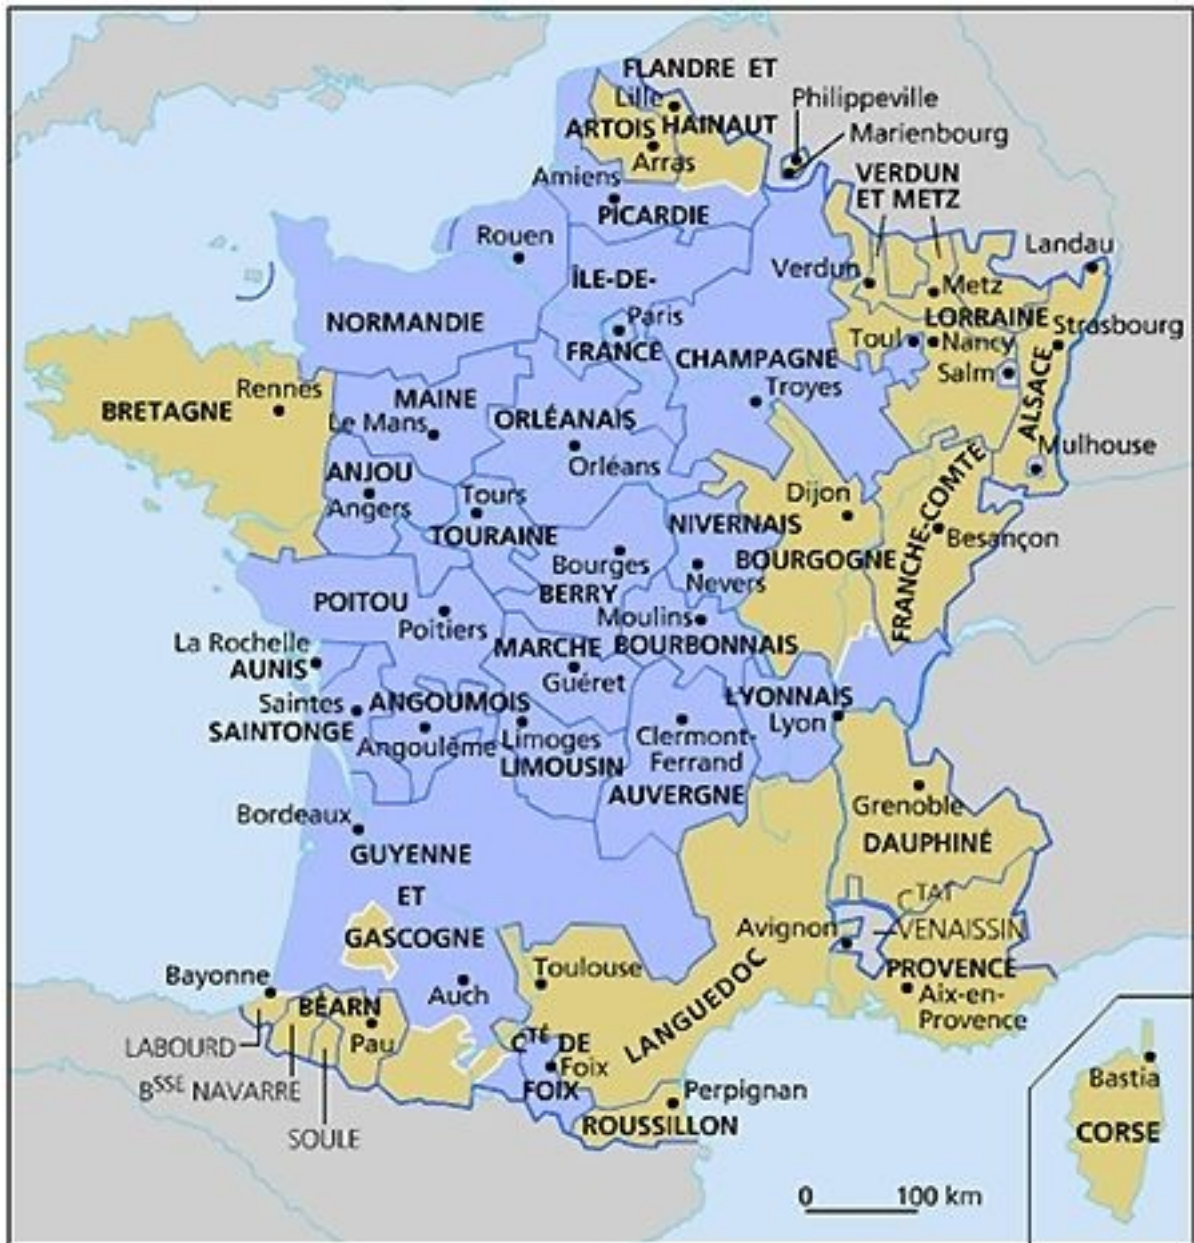 FLANDRE ET
Lille
Philippeville
ARTOIS HAINAUT
Marienbourg
Arras
VERDUN
ET METZ
Amiens
PICARDIE
Rouen
Landau
Verdun
ÎLE-DE-
Metz
Paris
NORMANDIE
LORRAINE
Strasbourg
FRANCE
Toul
Nancy
CHAMPAGNE
Salm
Troyes
ALSACE
Rennes
MAINE
BRETAGNE
Le Mans
ORLÉANAIS
Mulhouse
Orléans
ANJOU
Tours
Dijon
FRANCHE-COMTÉ
Angers
NIVERNAIS
TOURAINE
Besançon
Bourges
BOURGOGNE
Nevers
BERRY
POITOU
Moulins
Poitiers
La Rochelle
MARCHE
BOURBONNAIS
AUNIS
Guéret
Saintes
ANGOUMOIS
LYONNAIS
SAINTONGE
Lyon
Angoulême
Limoges
Clermont-
Ferrand
LIMOUSIN
AUVERGNE
Grenoble
Bordeaux
DAUPHINÉ
GUYENNE
ET
GASCOGNE
CTAT
VENAISSIN
Avignon
Toulouse
PROVENCE
Bayonne
Auch
LANGUEDOC
Aix-en-
Provence
BÉARN
Pau
LABOURD
CTÉ DE
Foix
FOIX
BSSE NAVARRE
Perpignan
Bastia
SOULE
ROUSSILLON
CORSE
0 100 km